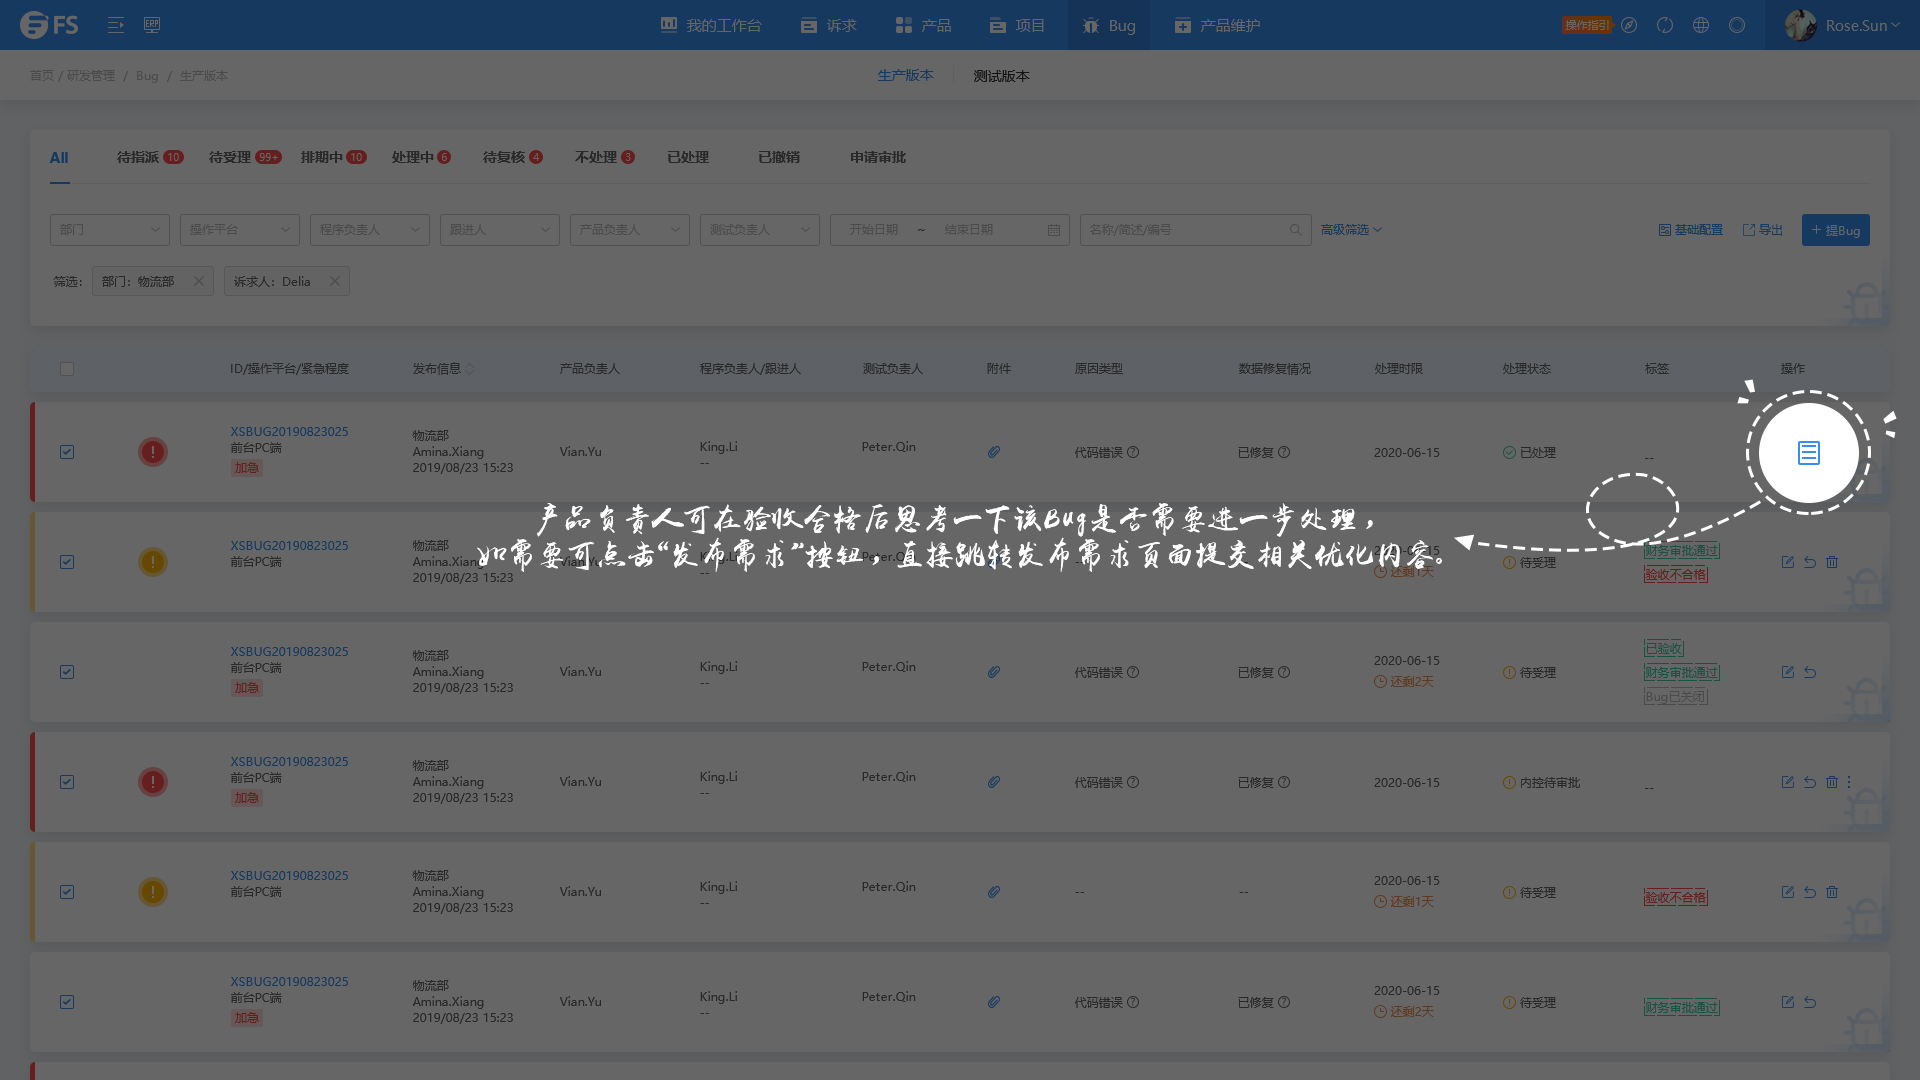 FS
ERP
我的工作台 诉求 产品 项目 Bug 产品维护
操作指引
Rose.Sun
首页 / 研发管理 / Bug / 生产版本
生产版本 测试版本
All 待指派 10 待受理 99+ 排期中 10 处理中 6 待复核 4 不处理 3 已处理 已撤销 申请审批
部门 操作平台 程序负责人 跟进人 产品负责人 测试负责人 开始日期 ~ 结束日期 名称/简述/编号 高级筛选 基础配置 导出 + 提Bug
筛选： 部门：物流部 诉求人：Delia
ID/操作平台/紧急程度 发布信息 产品负责人 程序负责人/跟进人 测试负责人 附件 原因类型 数据修复情况 处理时限 处理状态 标签 操作
XSBUG20190823025
前台PC端
加急
物流部
Amina.Xiang
2019/08/23 15:23
Vian.Yu
King.Li
--
Peter.Qin
代码错误
已修复
2020-06-15
已处理
--
产品负责人可在验收合格后思考一下该Bug是否需要进一步处理，
如需要可点击“发布需求”按钮，直接跳转发布需求页面提交相关优化内容。
XSBUG20190823025
前台PC端
物流部
Amina.Xiang
2019/08/23 15:23
还剩1天
待受理
财务审批通过
验收不合格
XSBUG20190823025
前台PC端
加急
物流部
Amina.Xiang
2019/08/23 15:23
Vian.Yu
King.Li
--
Peter.Qin
代码错误
已修复
2020-06-15
还剩2天
待受理
已验收
财务审批通过
Bug已关闭
XSBUG20190823025
前台PC端
加急
物流部
Amina.Xiang
2019/08/23 15:23
Vian.Yu
King.Li
--
Peter.Qin
代码错误
已修复
2020-06-15
内控待审批
--
XSBUG20190823025
前台PC端
物流部
Amina.Xiang
2019/08/23 15:23
Vian.Yu
King.Li
--
Peter.Qin
--
--
2020-06-15
还剩1天
待受理
验收不合格
XSBUG20190823025
前台PC端
加急
物流部
Amina.Xiang
2019/08/23 15:23
Vian.Yu
King.Li
--
Peter.Qin
代码错误
已修复
2020-06-15
还剩2天
待受理
财务审批通过